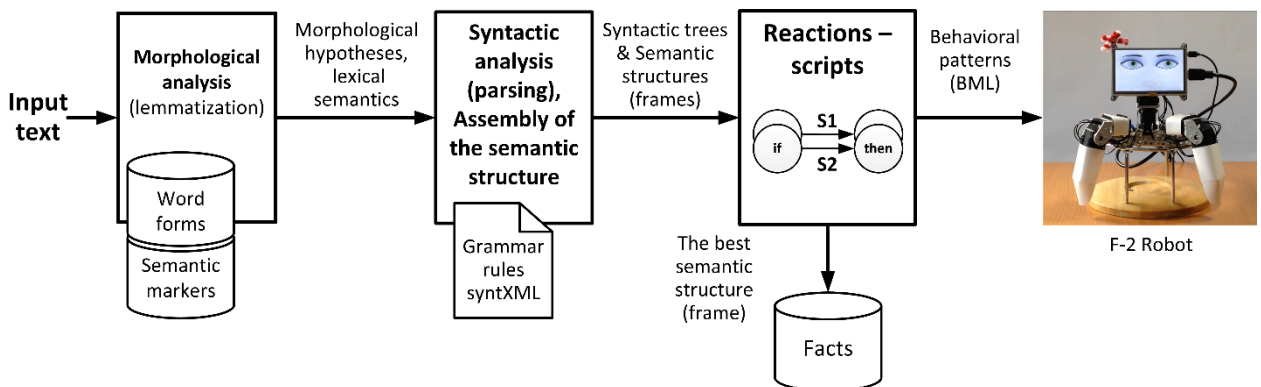 Input
text
Morphological
analysis
(lemmatization)
Word
forms
Semantic
markers
Morphological
hypotheses,
lexical
semantics
Syntactic
analysis
(parsing),
Assembly of
the semantic
structure
Grammar
rules
syntXML
Syntactic trees
& Semantic
structures
(frames)
Reactions –
scripts
if
S1
S2
then
The best
semantic
structure
(frame)
Facts
Behavioral
patterns
(BML)
F-2 Robot